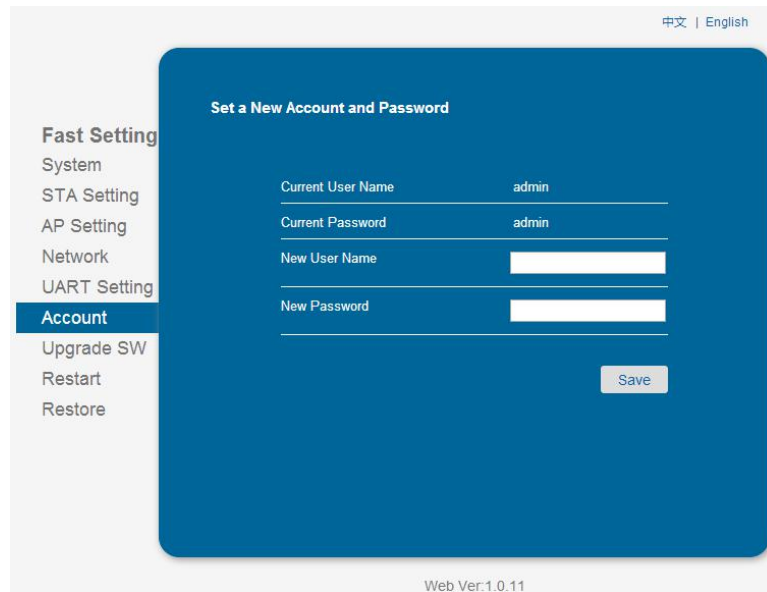 中文 | English
Set a New Account and Password
Fast Setting
System
STA Setting
AP Setting
Network
UART Setting
Account
Upgrade SW
Restart
Restore
Current User Name admin
Current Password admin
New User Name
New Password
Save
Web Ver:1.0.11